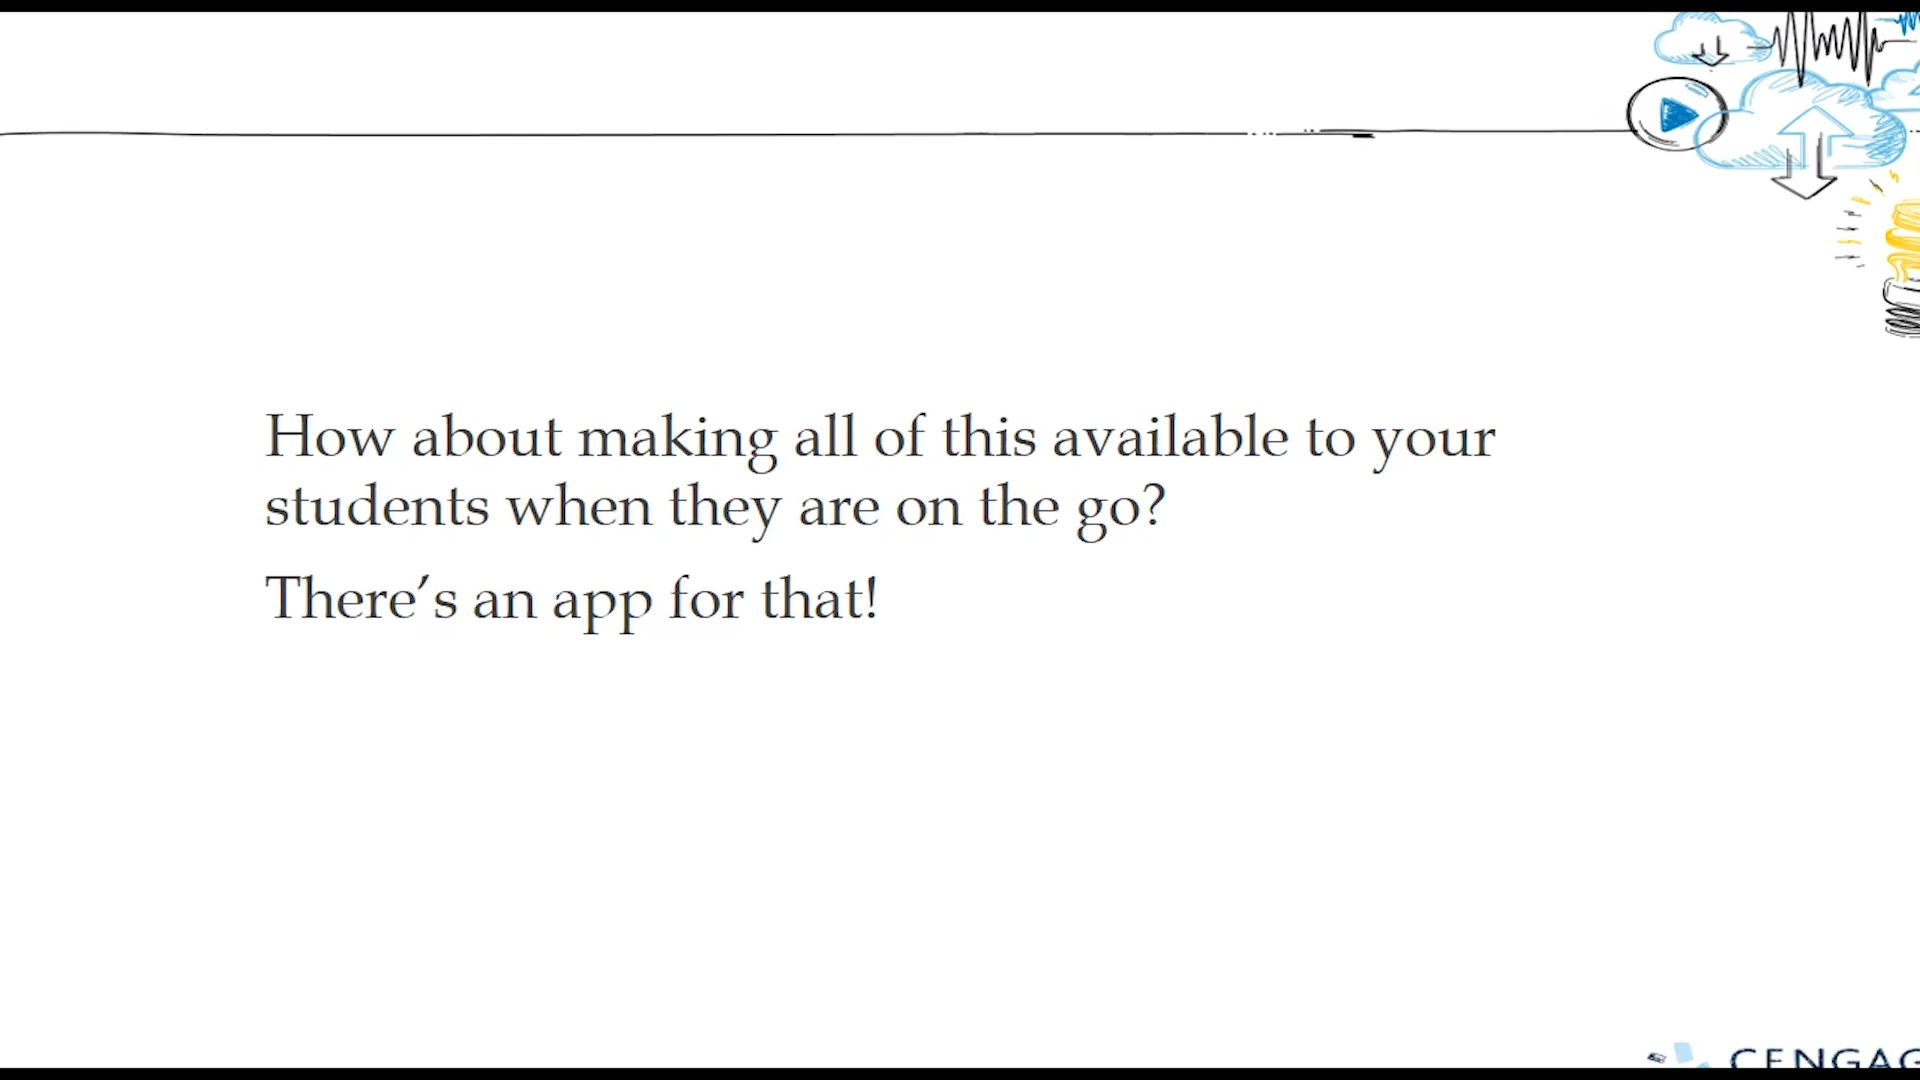 How about making all of this available to your
students when they are on the go?
There's an app for that!
CENGAG